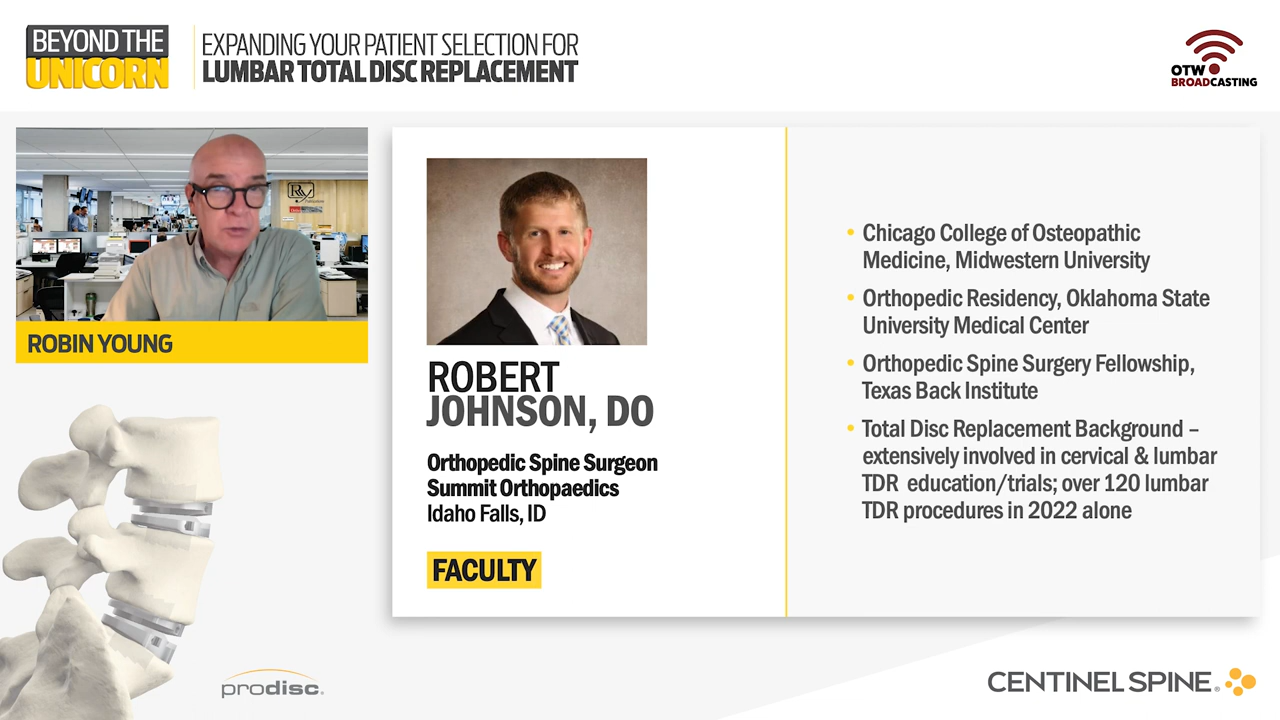 BEYOND THE
UNICORN
EXPANDING YOUR PATIENT SELECTION FOR
LUMBAR TOTAL DISC REPLACEMENT
OTW
BROADCASTING
Ry
ROBIN YOUNG
ROBERT
JOHNSON, DO
Orthopedic Spine Surgeon
Summit Orthopaedics
Idaho Falls, ID
FACULTY
• Chicago College of Osteopathic
Medicine, Midwestern University
• Orthopedic Residency, Oklahoma State
University Medical Center
• Orthopedic Spine Surgery Fellowship,
Texas Back Institute
• Total Disc Replacement Background –
extensively involved in cervical & lumbar
TDR education/trials; over 120 lumbar
TDR procedures in 2022 alone
prodisc®
CENTINEL SPINE®